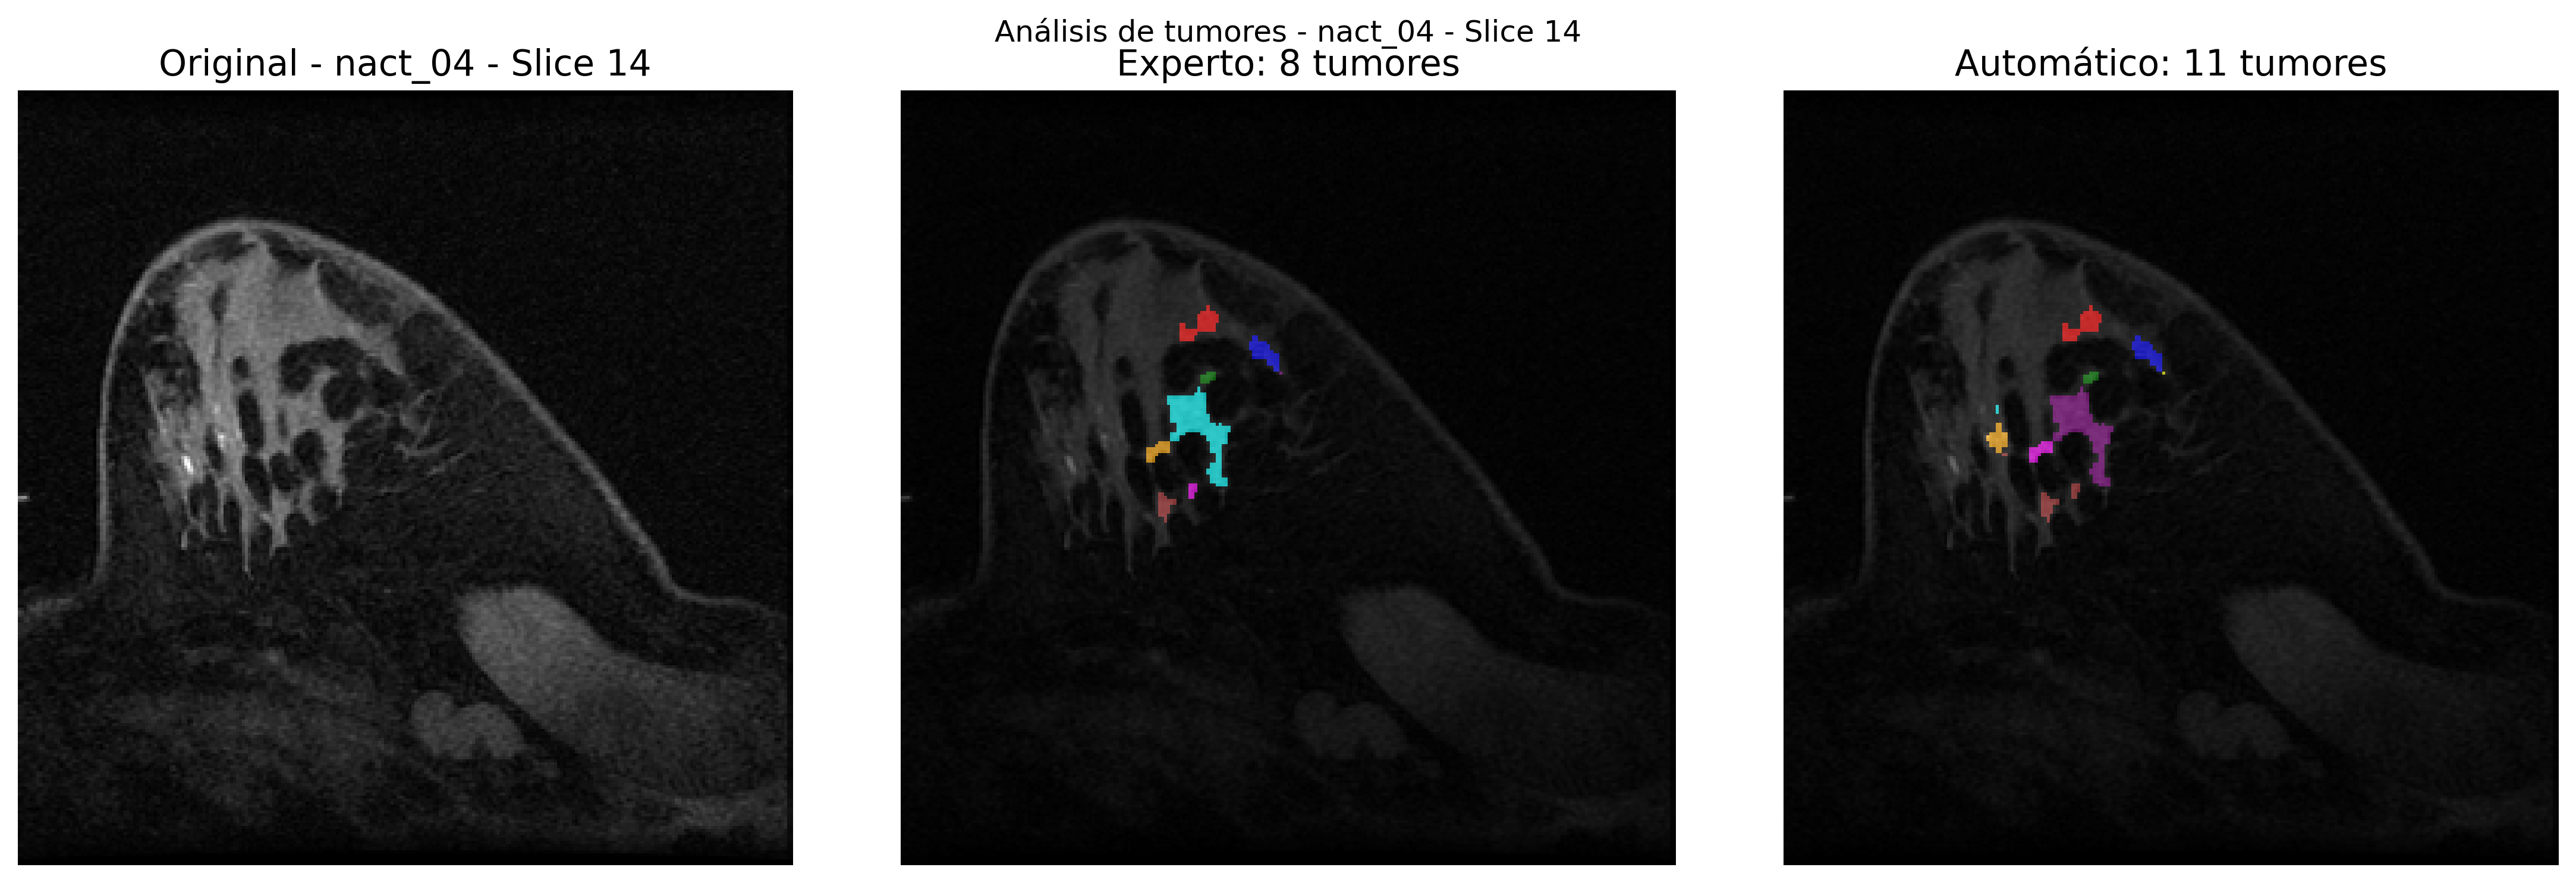 Análisis de tumores - nact_04 - Slice 14
Original - nact_04 - Slice 14
Experto: 8 tumores
Automático: 11 tumores